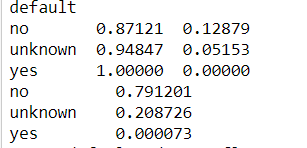 default
no 0.87121 0.12879
unknown 0.94847 0.05153
yes 1.00000 0.00000
no 0.791201
unknown 0.208726
yes 0.000073